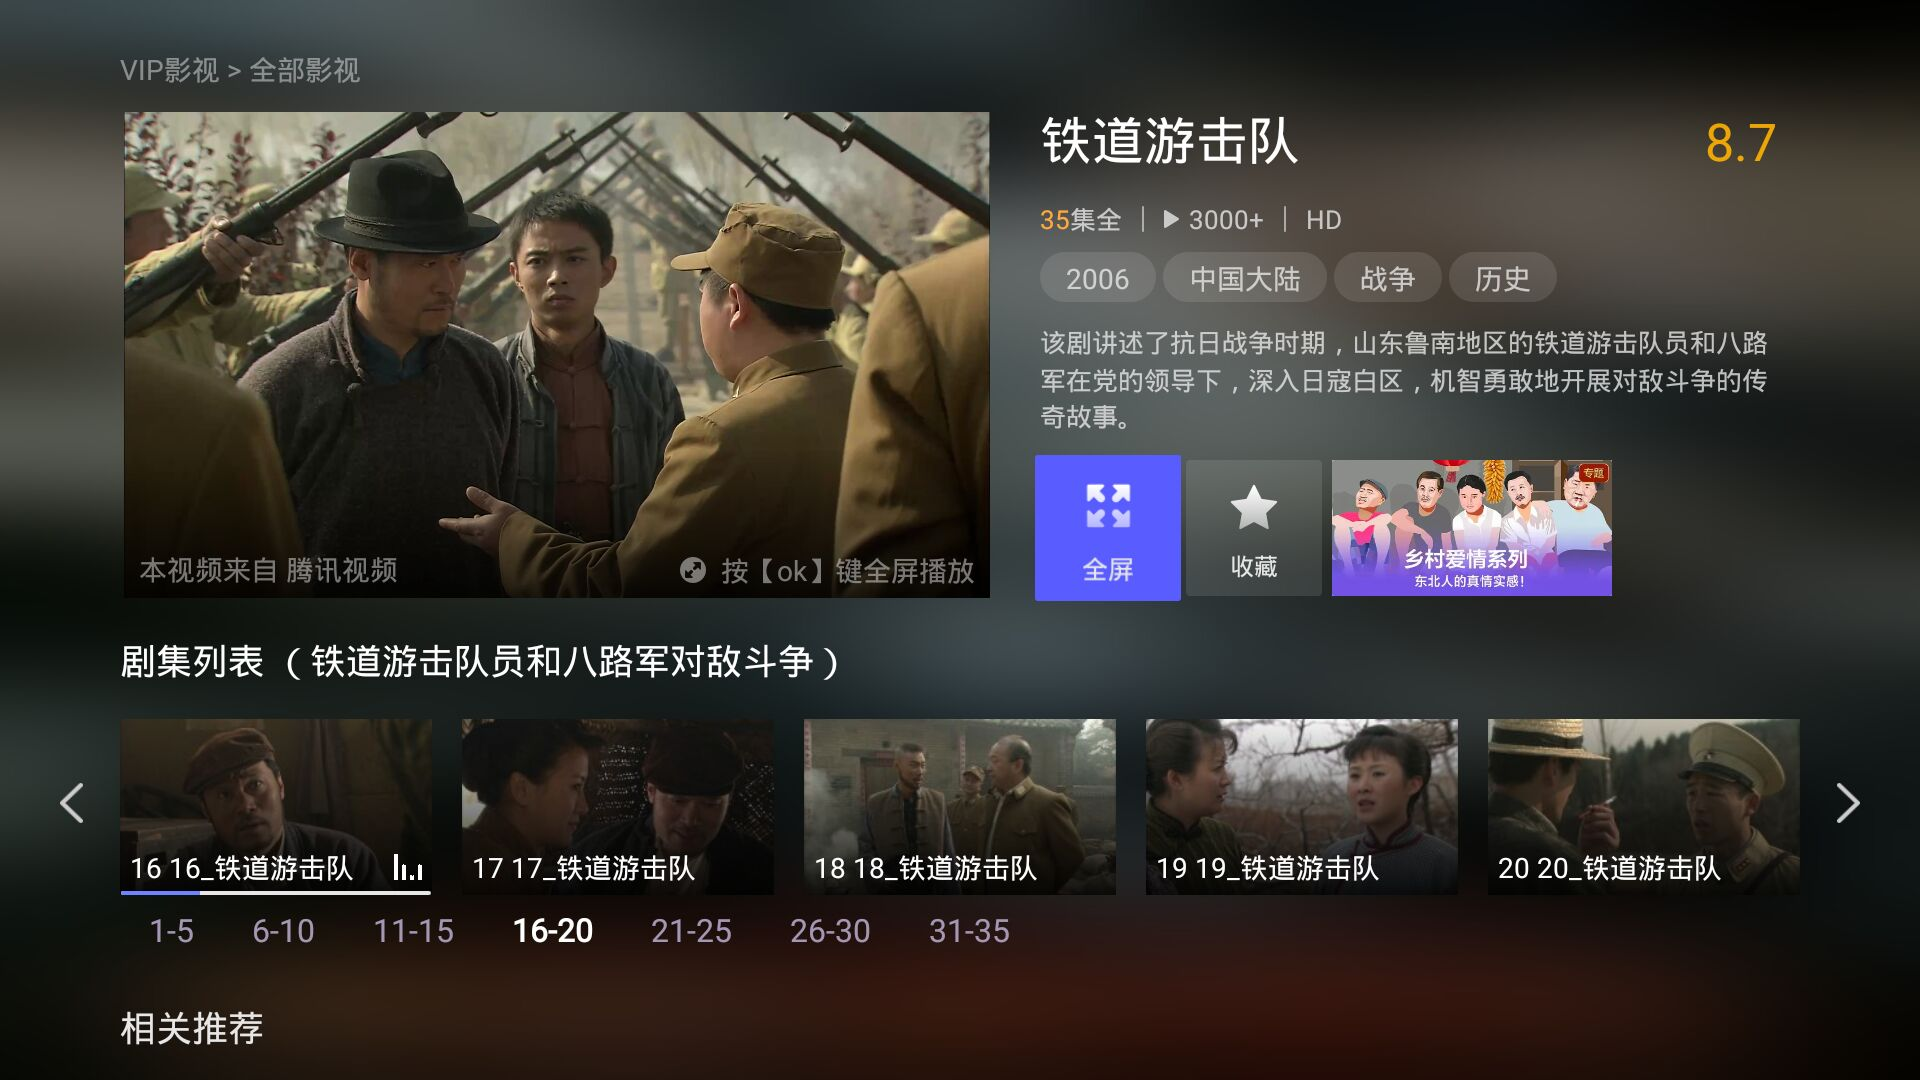 VIP影视 > 全部影视
铁道游击队
8.7
35集全 | 3000+ | HD
2006 中国大陆 战争 历史
该剧讲述了抗日战争时期，山东鲁南地区的铁道游击队员和八路
军在党的领导下，深入日寇白区，机智勇敢地开展对敌斗争的传
奇故事。
本视频来自 腾讯视频
按【ok】键全屏播放
全屏
收藏
专题
乡村爱情系列
东北人的真情实感！
剧集列表 （铁道游击队员和八路军对敌斗争）
16 16_铁道游击队
17 17_铁道游击队
18 18_铁道游击队
19 19_铁道游击队
20 20_铁道游击队
1-5 6-10 11-15 16-20 21-25 26-30 31-35
相关推荐